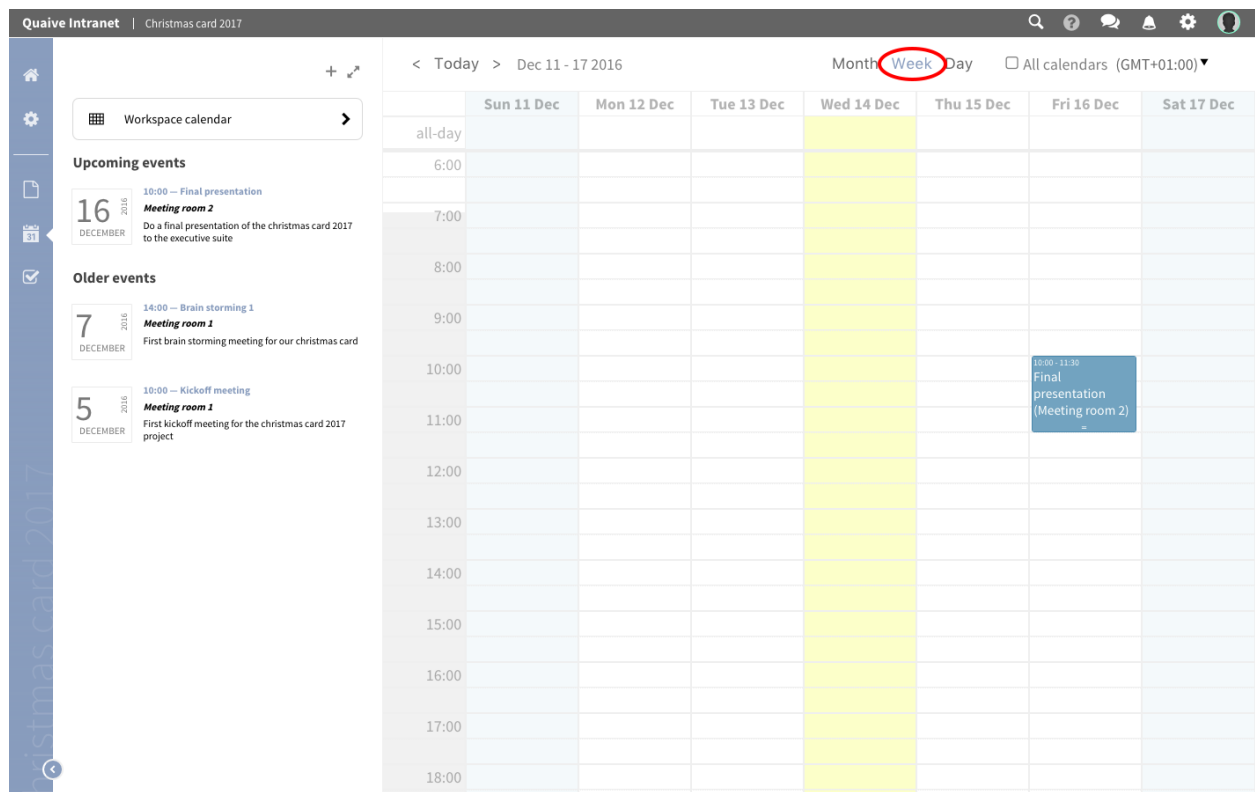 Quaive Intranet | Christmas card 2017
< Today > Dec 11 - 17 2016 Month Week Day All calendars (GMT+01:00)
Workspace calendar
Upcoming events
16 2016
DECEMBER
10:00 — Final presentation
Meeting room 2
Do a final presentation of the christmas card 2017
to the executive suite
Older events
7 2016
DECEMBER
14:00 — Brain storming 1
Meeting room 1
First brain storming meeting for our christmas card
5 2016
DECEMBER
10:00 — Kickoff meeting
Meeting room 1
First kickoff meeting for the christmas card 2017
project
31
hristmas card 2017
Sun 11 Dec Mon 12 Dec Tue 13 Dec Wed 14 Dec Thu 15 Dec Fri 16 Dec Sat 17 Dec
all-day
6:00
7:00
8:00
9:00
10:00
11:00
12:00
13:00
14:00
15:00
16:00
17:00
18:00
10:00 - 11:30
Final
presentation
(Meeting room 2)